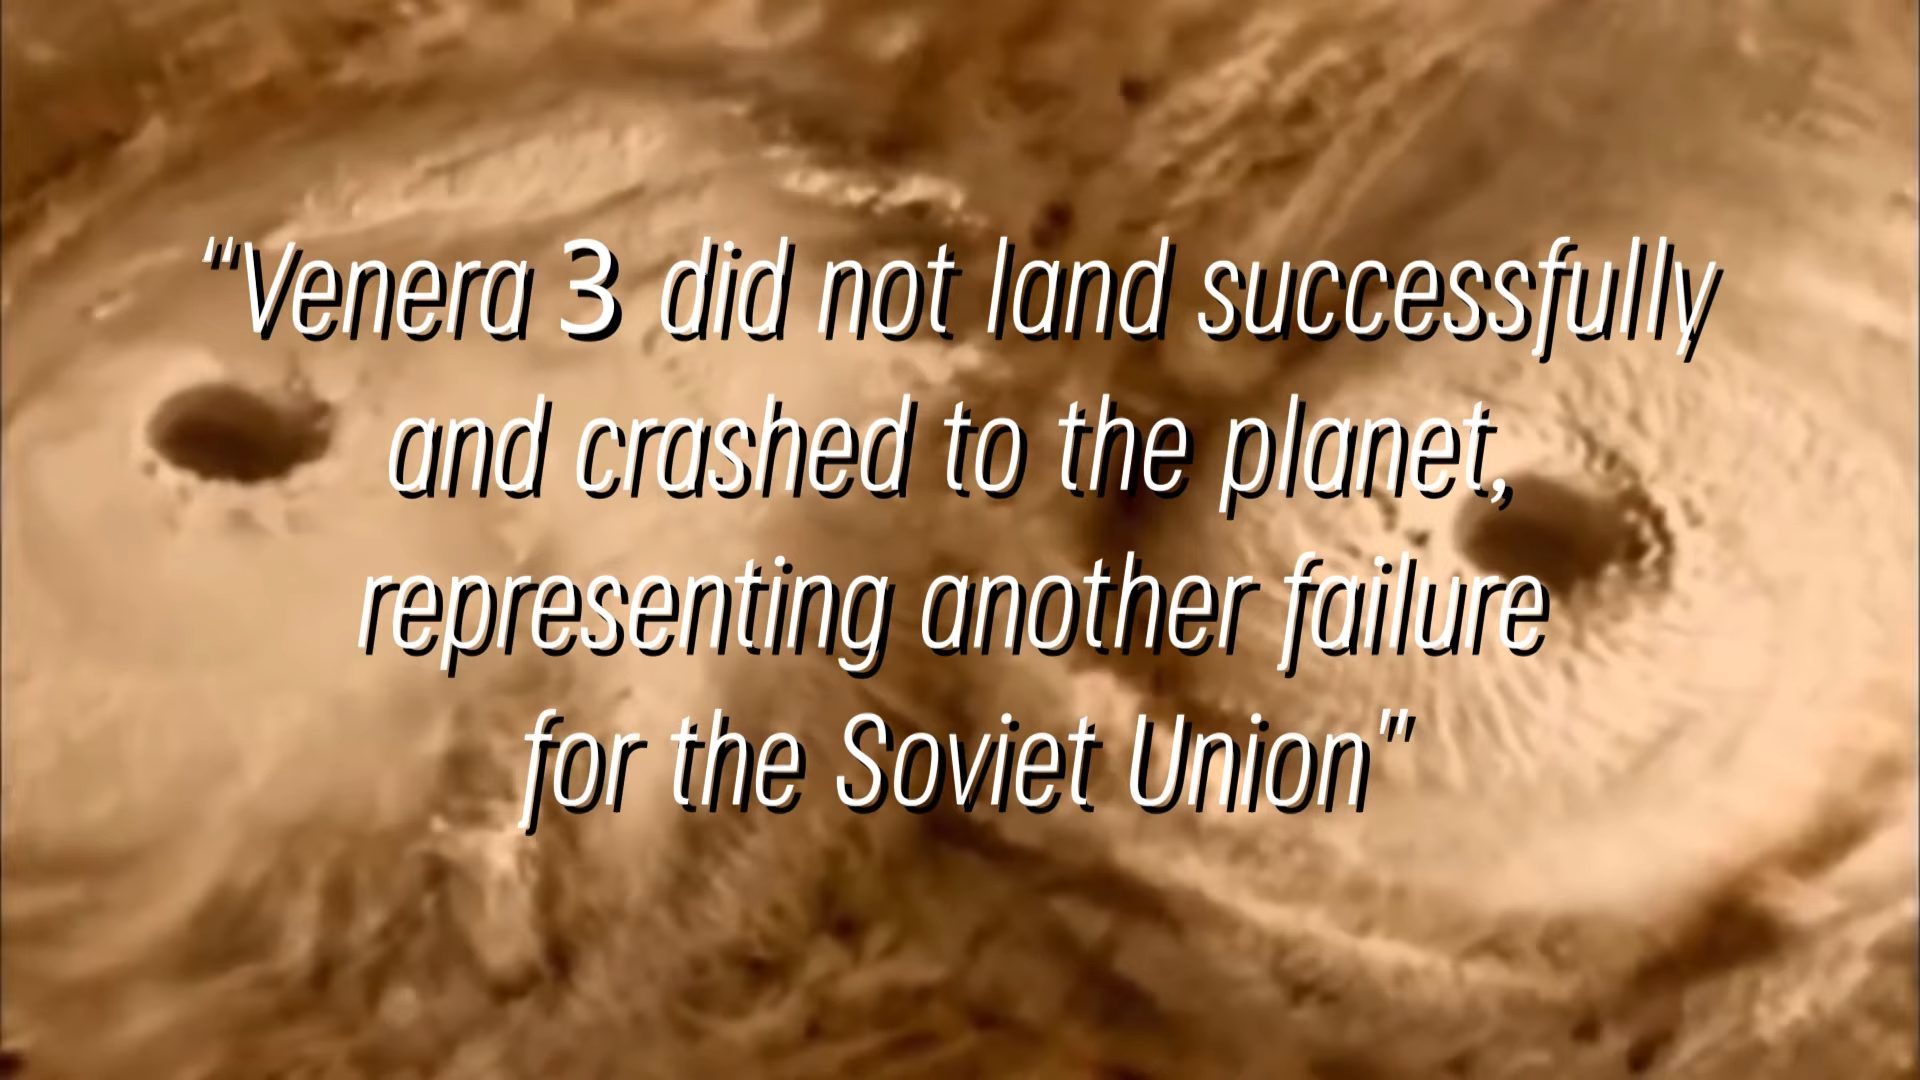 “Venera 3 did not land successfully
and crashed to the planet,
representing another failure
for the Soviet Union”